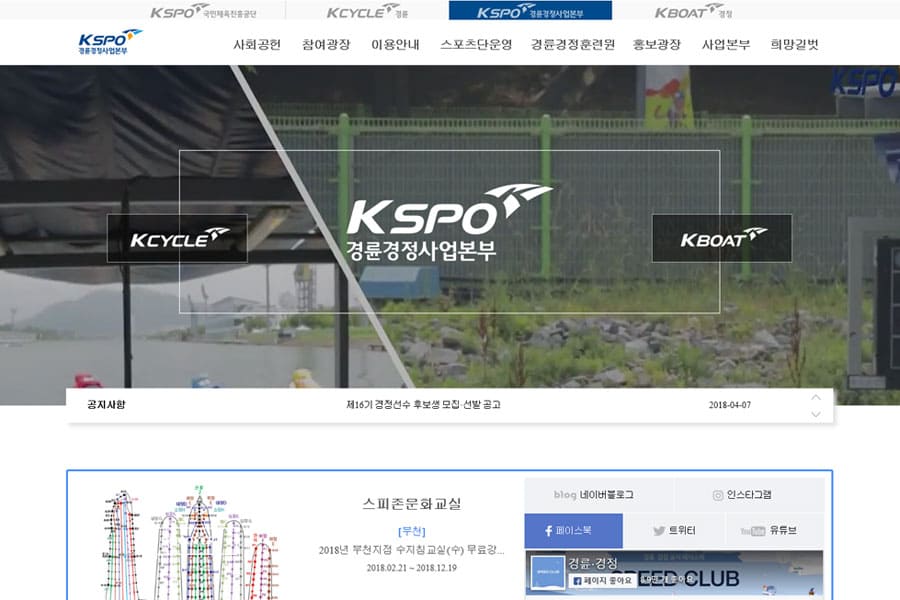 KSPO 국민체육진흥공단
KCYCLE 경륜
KSPO 경륜경정사업본부
KBOAT 경정
KSPO
경륜경정사업본부
사회공헌 참여광장 이용안내 스포츠단운영 경륜경정훈련원 홍보광장 사업본부 희망길벗
KSPO
KCYCLE
KSPO
경륜경정사업본부
KBOAT
공지사항 제16기 경정선수 후보생 모집·선발 공고 2018-04-07
스피존문화교실
[부천]
2018년 부천지점 수지침교실(수) 무료강...
2018.02.21 ~ 2018.12.19
blog 네이버블로그
인스타그램
페이스북
트위터
YouTube 유튜브
경륜·경정
SPEED CLUB
페이지 좋아요
SPEED CLUB